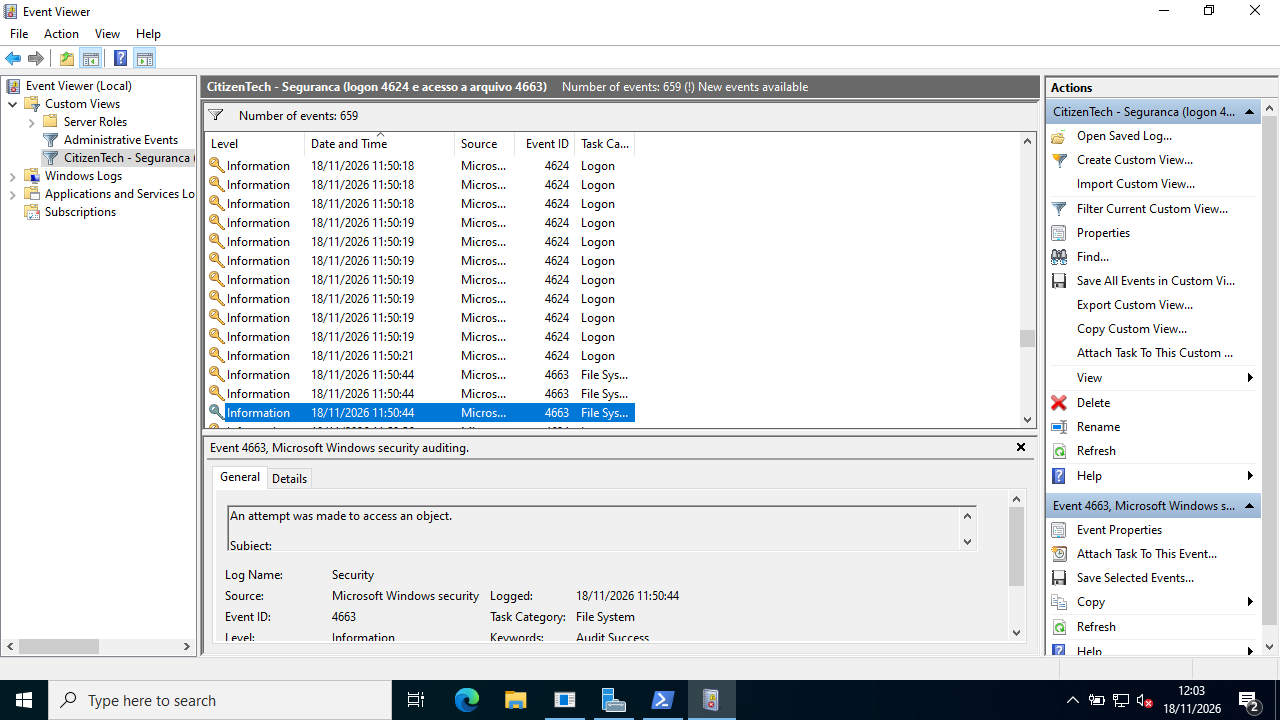 Event Viewer
File Action View Help
Event Viewer (Local)
Custom Views
Server Roles
Administrative Events
CitizenTech - Seguranca (
Windows Logs
Applications and Services Lo
Subscriptions
CitizenTech - Seguranca (logon 4624 e acesso a arquivo 4663) Number of events: 659 (!) New events available
Number of events: 659
Level Date and Time Source Event ID Task Ca...
Information 18/11/2026 11:50:18 Micros... 4624 Logon
Information 18/11/2026 11:50:18 Micros... 4624 Logon
Information 18/11/2026 11:50:18 Micros... 4624 Logon
Information 18/11/2026 11:50:19 Micros... 4624 Logon
Information 18/11/2026 11:50:19 Micros... 4624 Logon
Information 18/11/2026 11:50:19 Micros... 4624 Logon
Information 18/11/2026 11:50:19 Micros... 4624 Logon
Information 18/11/2026 11:50:19 Micros... 4624 Logon
Information 18/11/2026 11:50:19 Micros... 4624 Logon
Information 18/11/2026 11:50:19 Micros... 4624 Logon
Information 18/11/2026 11:50:21 Micros... 4624 Logon
Information 18/11/2026 11:50:44 Micros... 4663 File Sys...
Information 18/11/2026 11:50:44 Micros... 4663 File Sys...
Information 18/11/2026 11:50:44 Micros... 4663 File Sys...
Event 4663, Microsoft Windows security auditing.
General Details
An attempt was made to access an object.
Subject:
Log Name: Security
Source: Microsoft Windows security Logged: 18/11/2026 11:50:44
Event ID: 4663 Task Category: File System
Level: Information Keywords: Audit Success
Actions
CitizenTech - Seguranca (logon 4...
Open Saved Log...
Create Custom View...
Import Custom View...
Filter Current Custom View...
Properties
Find...
Save All Events in Custom Vi...
Export Custom View...
Copy Custom View...
Attach Task To This Custom ...
View
Delete
Rename
Refresh
Help
Event 4663, Microsoft Windows s...
Event Properties
Attach Task To This Event...
Save Selected Events...
Copy
Refresh
Help
Type here to search
12:03
18/11/2026
2